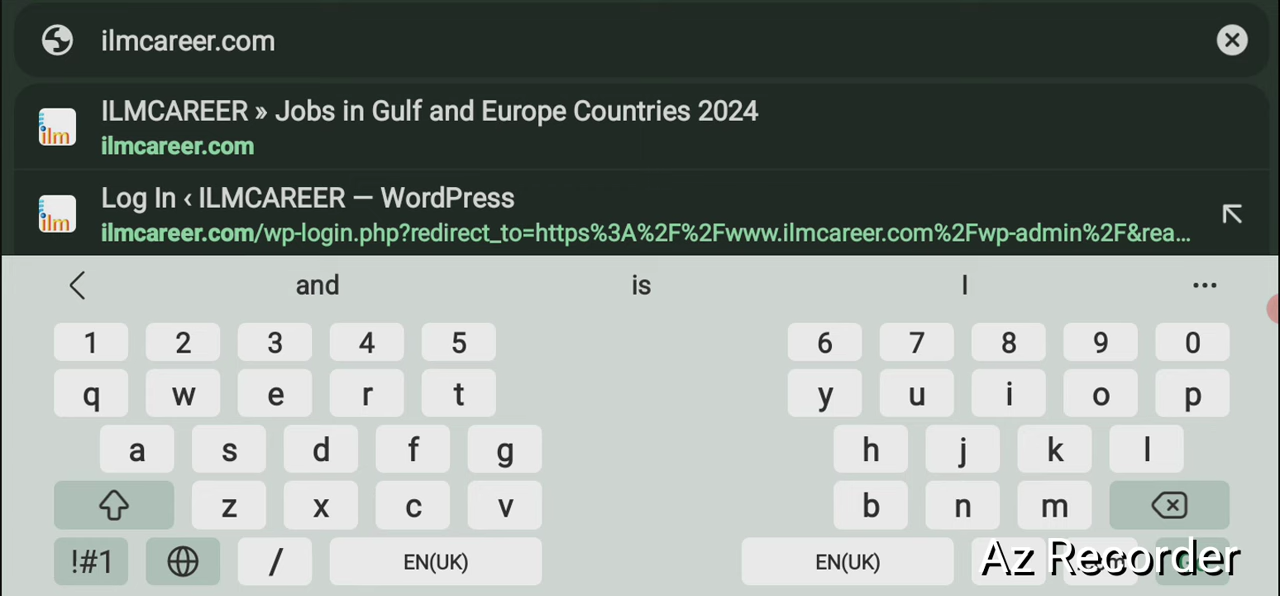 ilmcareer.com
ILMCAREER » Jobs in Gulf and Europe Countries 2024
ilm
ilmcareer.com
Log In ‹ ILMCAREER — WordPress
ilm
ilmcareer.com/wp-login.php?redirect_to=https%3A%2F%2Fwww.ilmcareer.com%2Fwp-admin%2F&rea...
and is I
1 2 3 4 5 6 7 8 9 0
q w e r t y u i o p
a s d f g h j k l
z x c v b n m
!#1 / EN(UK) EN(UK)
Az Recorder